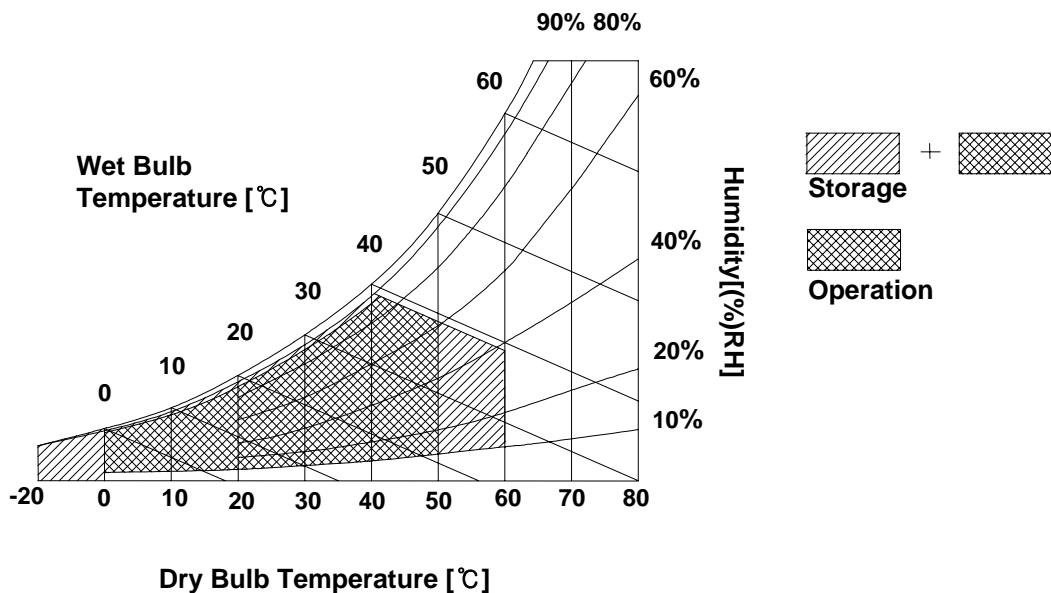 90% 80%
60
60%
50
Wet Bulb
Temperature [℃]
Storage
+
40
40%
Humidity[(%)RH]
30
Operation
20
20%
10
0
10%
-20 0 10 20 30 40 50 60 70 80
Dry Bulb Temperature [℃]